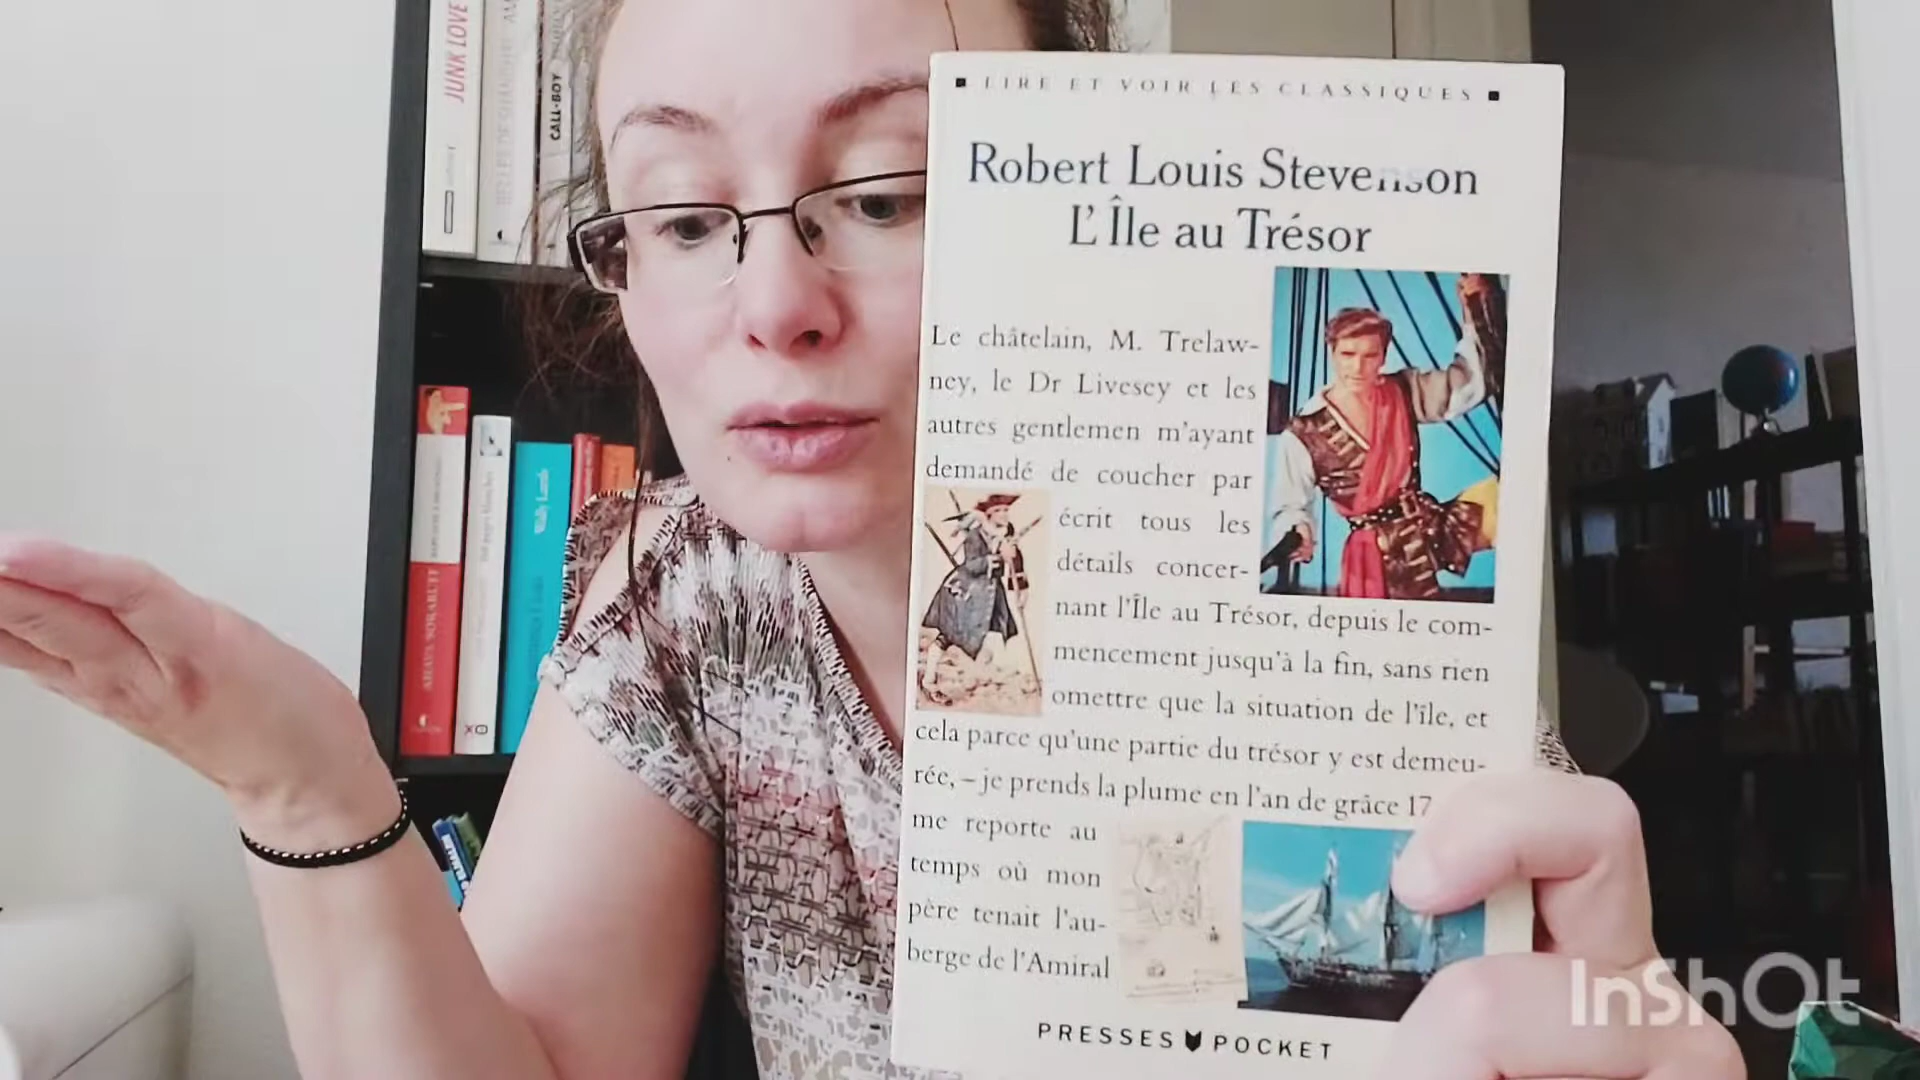 LIRE ET VOIR LES CLASSIQUES
Robert Louis Stevenson
L'Île au Trésor
Le châtelain, M. Trelaw-
ney, le Dr Livesey et les
autres gentlemen m'ayant
demandé de coucher par
écrit tous les
détails concer-
nant l'Île au Trésor, depuis le com-
mencement jusqu'à la fin, sans rien
omettre que la situation de l'île, et
cela parce qu'une partie du trésor y est demeu-
rée, – je prends la plume en l'an de grâce 17
me reporte au
temps où mon
père tenait l'au-
berge de l'Amiral
PRESSES POCKET
JUNK LOVE
CALL-BOY
Wally Lamb
XO
InShOt